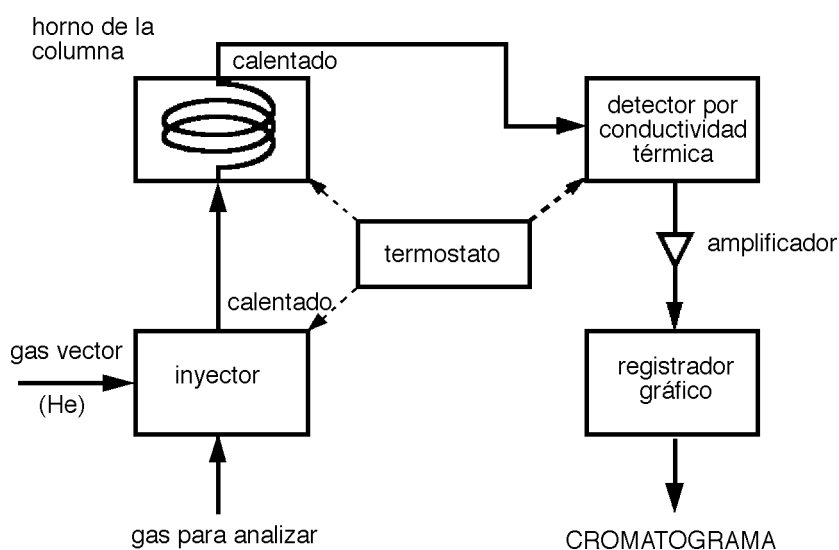 horno de la
columna
calentado
detector por
conductividad
térmica
termostato
amplificador
calentado
gas vector
(He)
inyector
registrador
gráfico
gas para analizar
CROMATOGRAMA